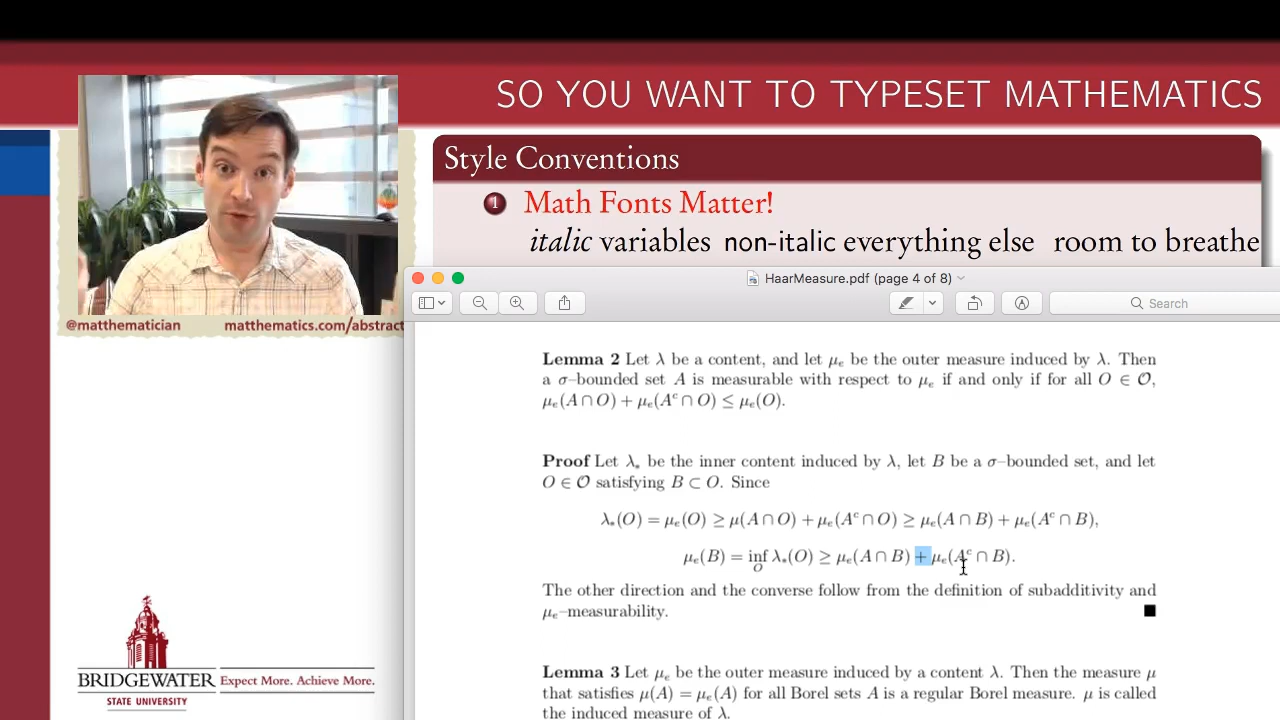 SO YOU WANT TO TYPESET MATHEMATICS
Style Conventions
1 Math Fonts Matter!
italic variables non-italic everything else room to breathe
@matthematician matthematics.com/abstract
HaarMeasure.pdf (page 4 of 8)
Search
Lemma 2 Let λ be a content, and let μₑ be the outer measure induced by λ. Then
a σ–bounded set A is measurable with respect to μₑ if and only if for all O ∈ 𝒪,
μₑ(A ∩ O) + μₑ(Aᶜ ∩ O) ≤ μₑ(O).
Proof Let λ⁎ be the inner content induced by λ, let B be a σ–bounded set, and let
O ∈ 𝒪 satisfying B ⊂ O. Since
λ⁎(O) = μₑ(O) ≥ μ(A ∩ O) + μₑ(Aᶜ ∩ O) ≥ μₑ(A ∩ B) + μₑ(Aᶜ ∩ B),
μₑ(B) = inf λ⁎(O) ≥ μₑ(A ∩ B) + μₑ(Aᶜ ∩ B).
O
The other direction and the converse follow from the definition of subadditivity and
μₑ–measurability. ■
Lemma 3 Let μₑ be the outer measure induced by a content λ. Then the measure μ
that satisfies μ(A) = μₑ(A) for all Borel sets A is a regular Borel measure. μ is called
the induced measure of λ.
BRIDGEWATER Expect More. Achieve More.
STATE UNIVERSITY